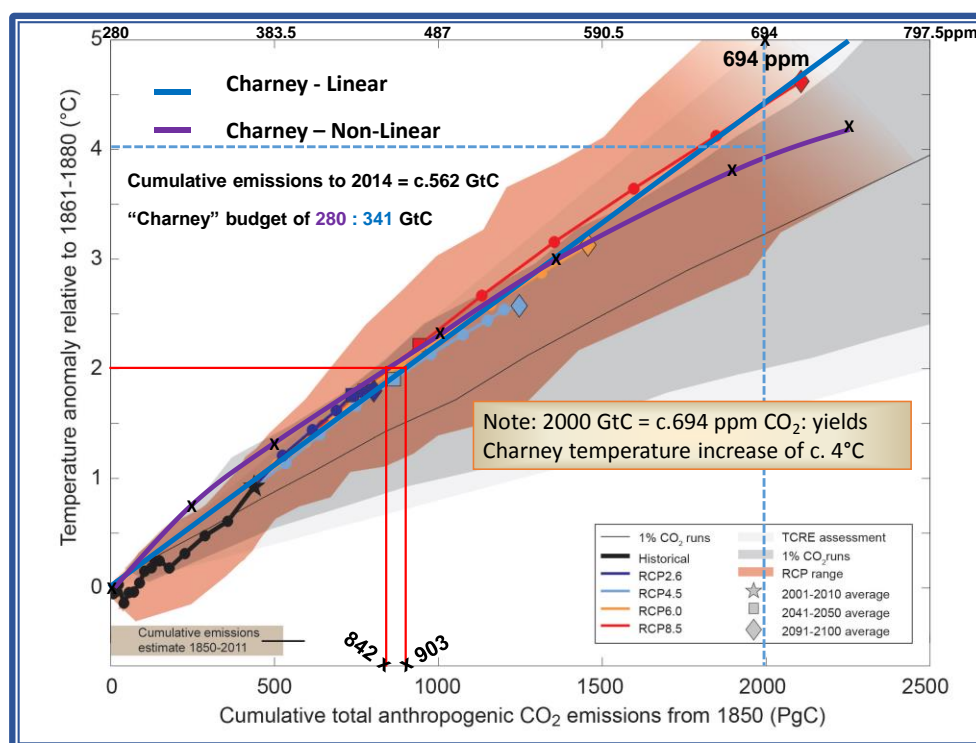 280 383.5 487 590.5 694 797.5ppm
5
694 ppm
Charney - Linear
Charney – Non-Linear
4
Cumulative emissions to 2014 = c.562 GtC
“Charney” budget of 280 : 341 GtC
3
2
Note: 2000 GtC = c.694 ppm CO₂: yields
Charney temperature increase of c. 4°C
1
0
Temperature anomaly relative to 1861-1880 (°C)
1% CO₂ runs
Historical
RCP2.6
RCP4.5
RCP6.0
RCP8.5
TCRE assessment
1% CO₂runs
RCP range
2001-2010 average
2041-2050 average
2091-2100 average
Cumulative emissions
estimate 1850-2011
842 x x 903
0 500 1000 1500 2000 2500
Cumulative total anthropogenic CO₂ emissions from 1850 (PgC)